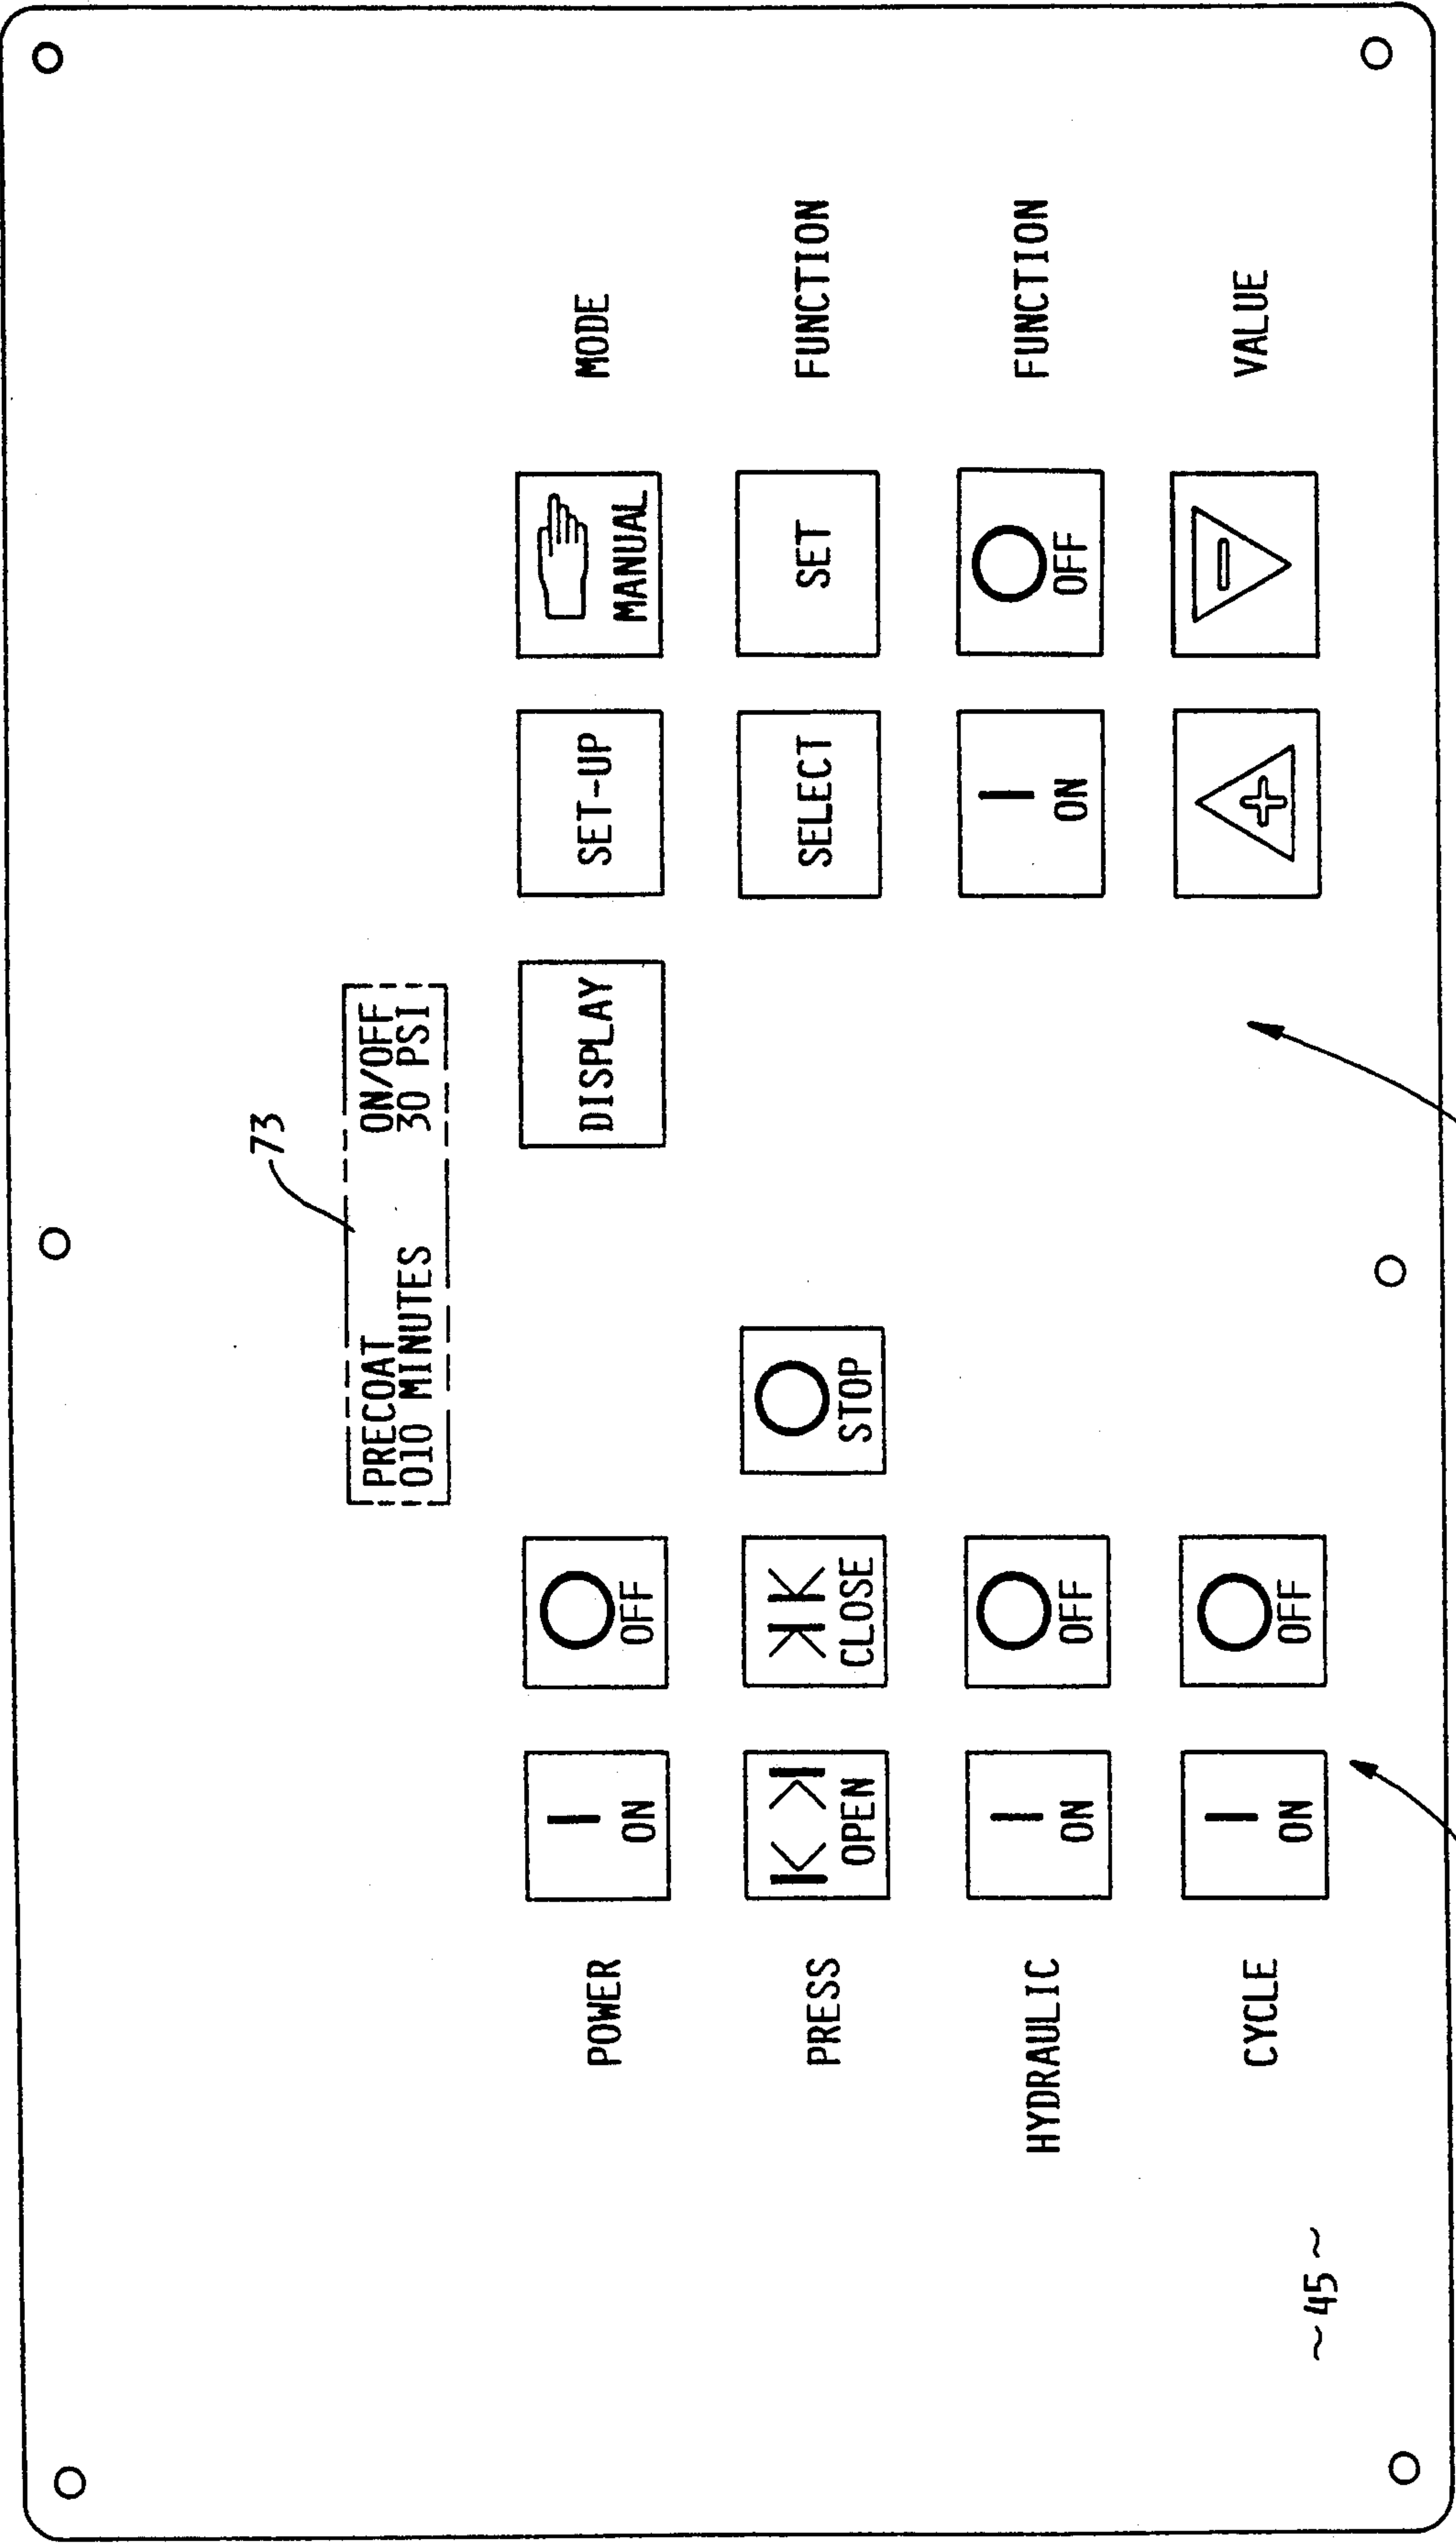 73
PRECOAT ON/OFF
010 MINUTES 30 PSI
POWER
ON
OFF
DISPLAY
SET-UP
MANUAL
MODE
PRESS
OPEN
CLOSE
STOP
SELECT
SET
FUNCTION
HYDRAULIC
ON
OFF
ON
OFF
FUNCTION
CYCLE
ON
OFF
+
-
VALUE
~45~